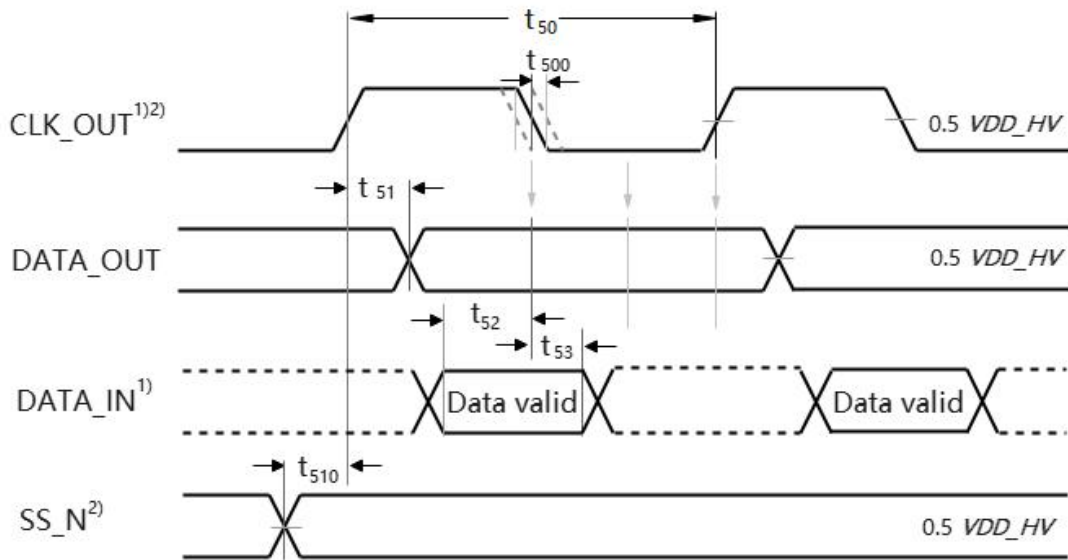 t50
t500
CLK_OUT1)2)
0.5 VDD_HV
t51
DATA_OUT
0.5 VDD_HV
t52
t53
DATA_IN1)
Data valid
Data valid
t510
SS_N2)
0.5 VDD_HV